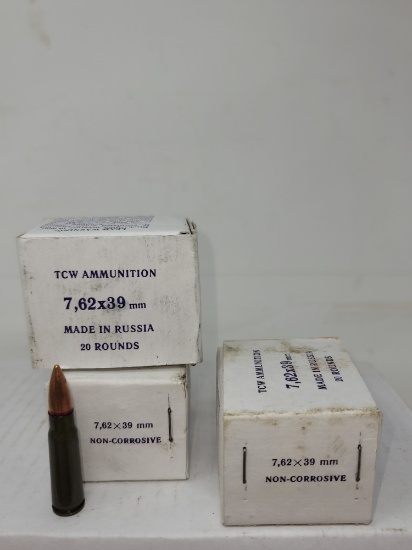 TCW AMMUNITION
7,62x39 mm
MADE IN RUSSIA
20 ROUNDS
7,62×39 mm
NON-CORROSIVE
TCW AMMUNITION
7,62x39 mm
MADE IN RUSSIA
20 ROUNDS
7,62×39 mm
NON-CORROSIVE